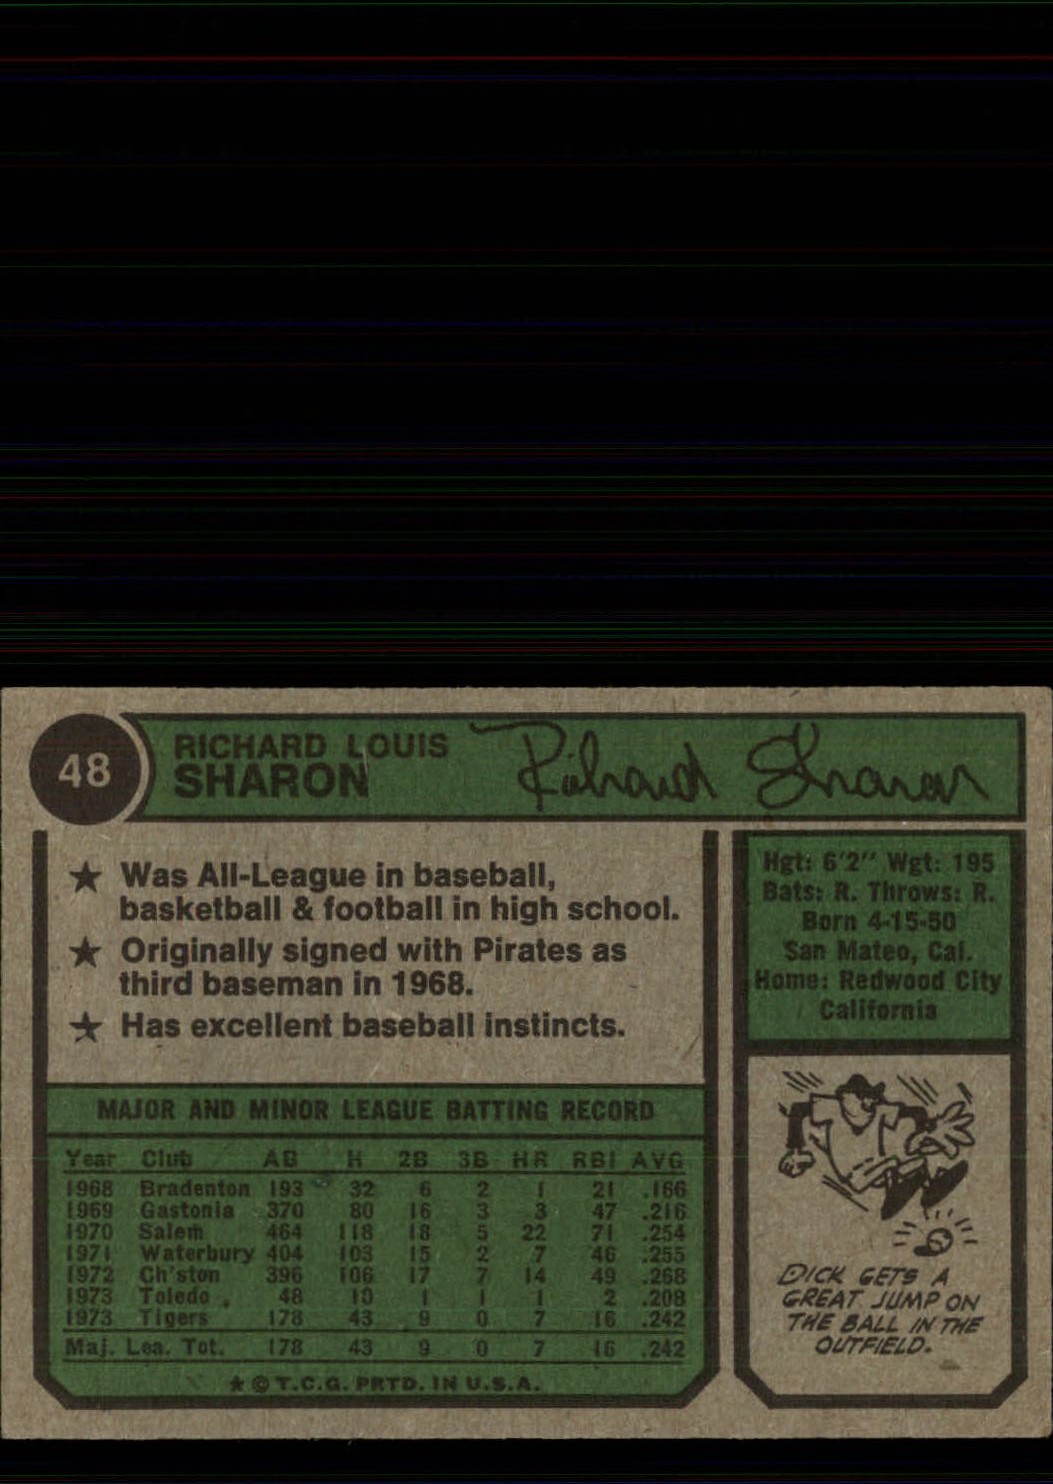 48
RICHARD LOUIS
SHARON
Richard Sharon
★ Was All-League in baseball,
basketball & football in high school.
★ Originally signed with Pirates as
third baseman in 1968.
★ Has excellent baseball instincts.
Hgt: 6'2" Wgt: 195
Bats: R. Throws: R.
Born 4-15-50
San Mateo, Cal.
Home: Redwood City
California
MAJOR AND MINOR LEAGUE BATTING RECORD
Year Club AB H 2B 3B HR RBI AVG
1968 Bradenton 193 32 6 2 1 21 .166
1969 Gastonia 370 80 16 3 3 47 .216
1970 Salem 464 118 18 5 22 71 .254
1971 Waterbury 404 103 15 2 7 46 .255
1972 Ch'ston 396 106 17 7 14 49 .268
1973 Toledo 48 10 1 1 1 2 .208
1973 Tigers 178 43 9 0 7 16 .242
Maj. Lea. Tot. 178 43 9 0 7 16 .242
★ © T.C.G. PRTD. IN U.S.A.
DICK GETS A
GREAT JUMP ON
THE BALL IN THE
OUTFIELD.